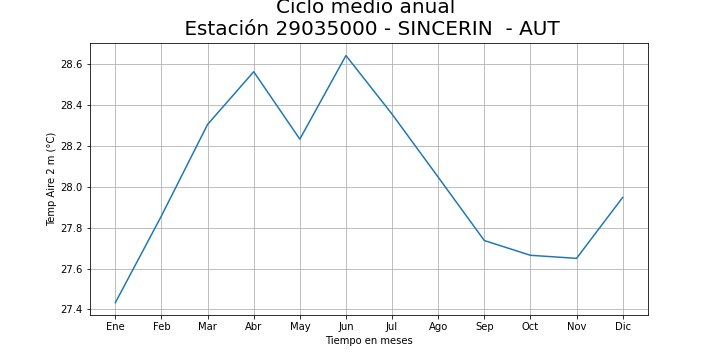 Ciclo medio anual
Estación 29035000 - SINCERIN  - AUT
28.6
28.4
28.2
28.0
27.8
27.6
27.4
Temp Aire 2 m (°C)
Ene Feb Mar Abr May Jun Jul Ago Sep Oct Nov Dic
Tiempo en meses